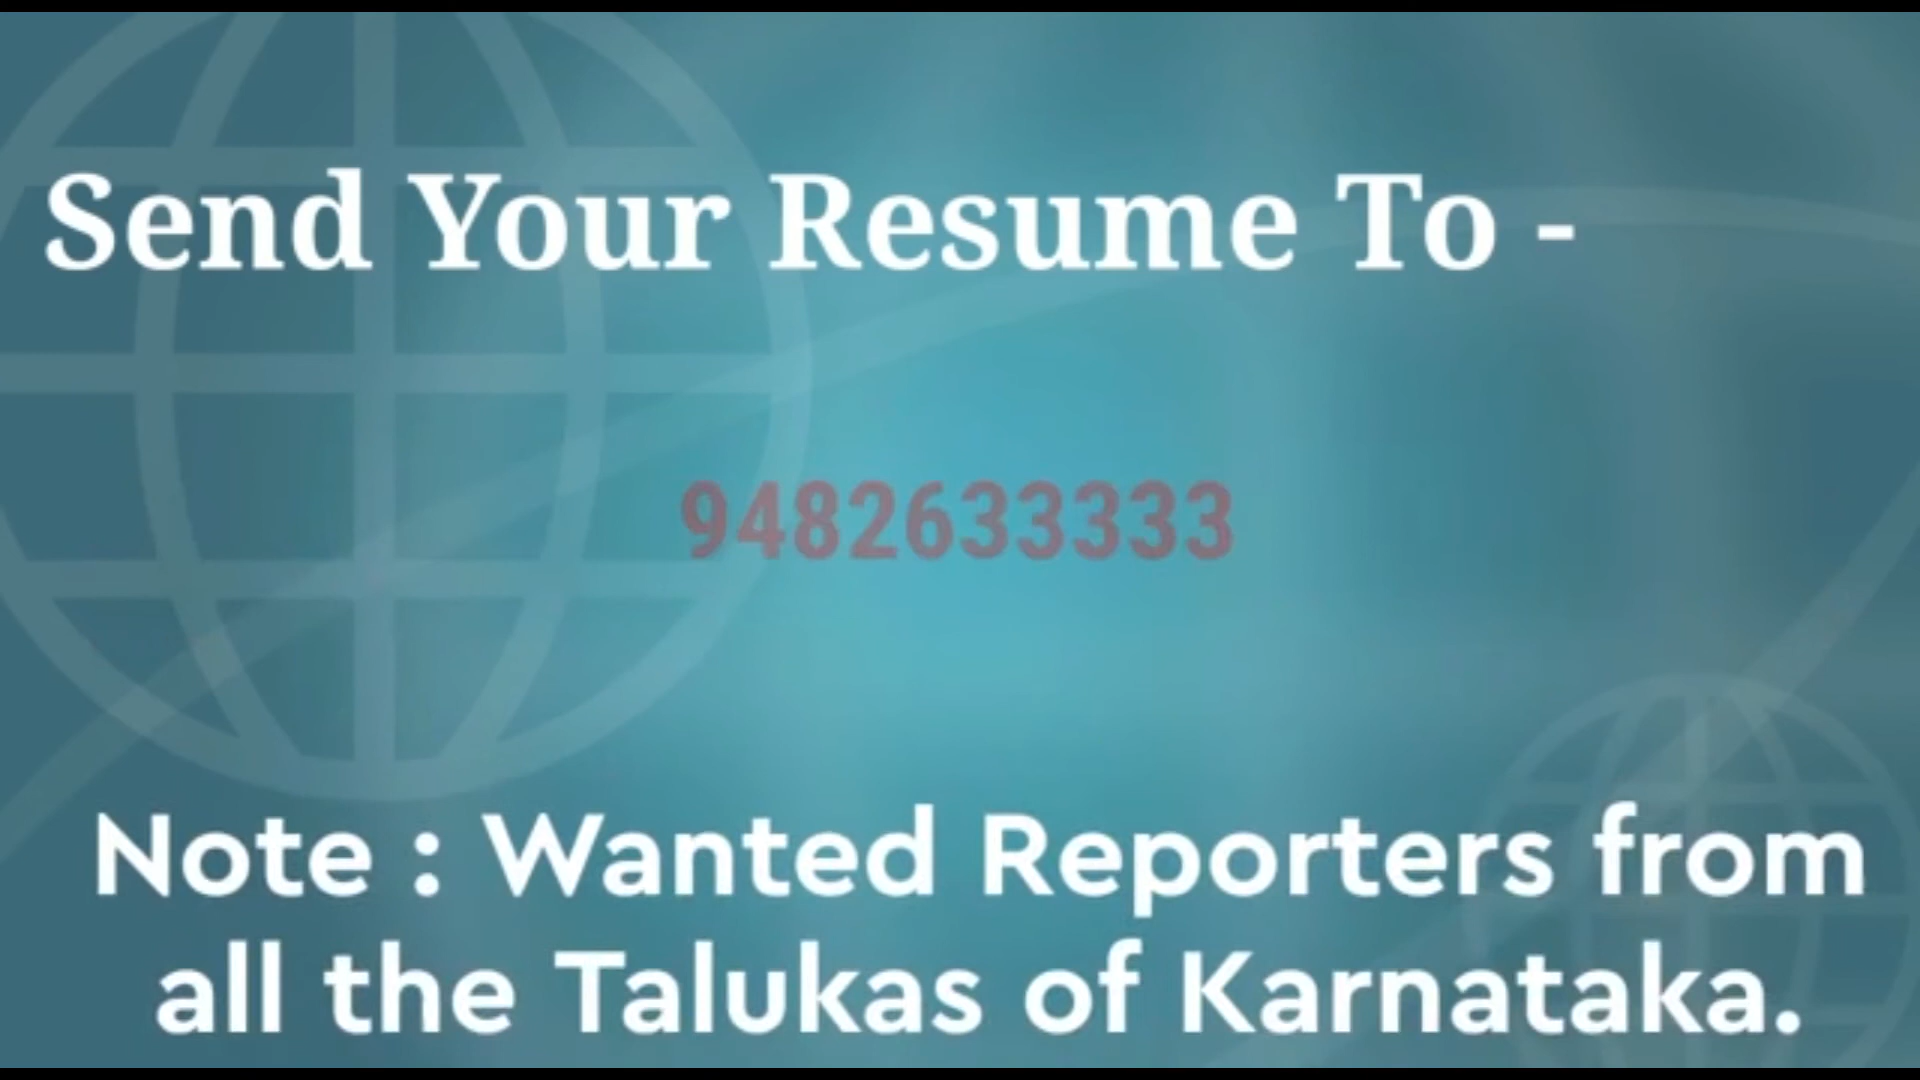 Send Your Resume To -
9482633333
Note : Wanted Reporters from
all the Talukas of Karnataka.